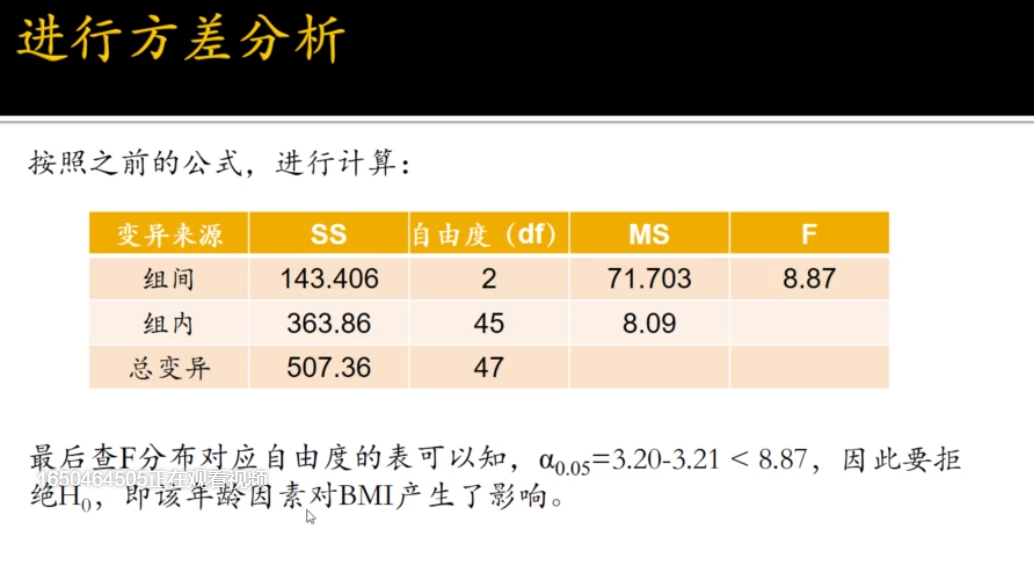 进行方差分析
按照之前的公式，进行计算：
变异来源 SS 自由度（df） MS F
组间 143.406 2 71.703 8.87
组内 363.86 45 8.09
总变异 507.36 47
最后查F分布对应自由度的表可以知，α0.05=3.20-3.21 < 8.87，因此要拒
1650464505正在观看视频
绝H0，即该年龄因素对BMI产生了影响。